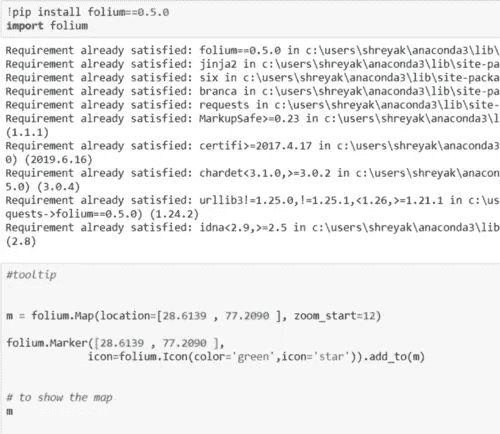 !pip install folium==0.5.0
import folium
Requirement already satisfied: folium==0.5.0 in c:\users\shreyak\anaconda3\lib\
Requirement already satisfied: jinja2 in c:\users\shreyak\anaconda3\lib\site-pa
Requirement already satisfied: six in c:\users\shreyak\anaconda3\lib\site-packa
Requirement already satisfied: branca in c:\users\shreyak\anaconda3\lib\site-pa
Requirement already satisfied: requests in c:\users\shreyak\anaconda3\lib\site-
Requirement already satisfied: MarkupSafe>=0.23 in c:\users\shreyak\anaconda3\l
(1.1.1)
Requirement already satisfied: certifi>=2017.4.17 in c:\users\shreyak\anaconda3
0) (2019.6.16)
Requirement already satisfied: chardet<3.1.0,>=3.0.2 in c:\users\shreyak\anacon
5.0) (3.0.4)
Requirement already satisfied: urllib3!=1.25.0,!=1.25.1,<1.26,>=1.21.1 in c:\us
quests->folium==0.5.0) (1.24.2)
Requirement already satisfied: idna<2.9,>=2.5 in c:\users\shreyak\anaconda3\lib
(2.8)
#tooltip
m = folium.Map(location=[28.6139 , 77.2090 ], zoom_start=12)
folium.Marker([28.6139 , 77.2090 ],
icon=folium.Icon(color='green',icon='star')).add_to(m)
# to show the map
m